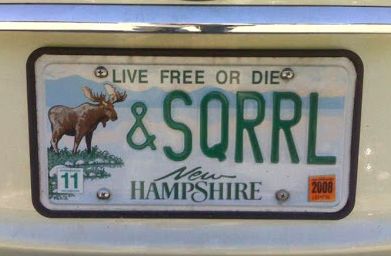 LIVE FREE OR DIE
&SQRRL
11
New
HAMPSHIRE
2008